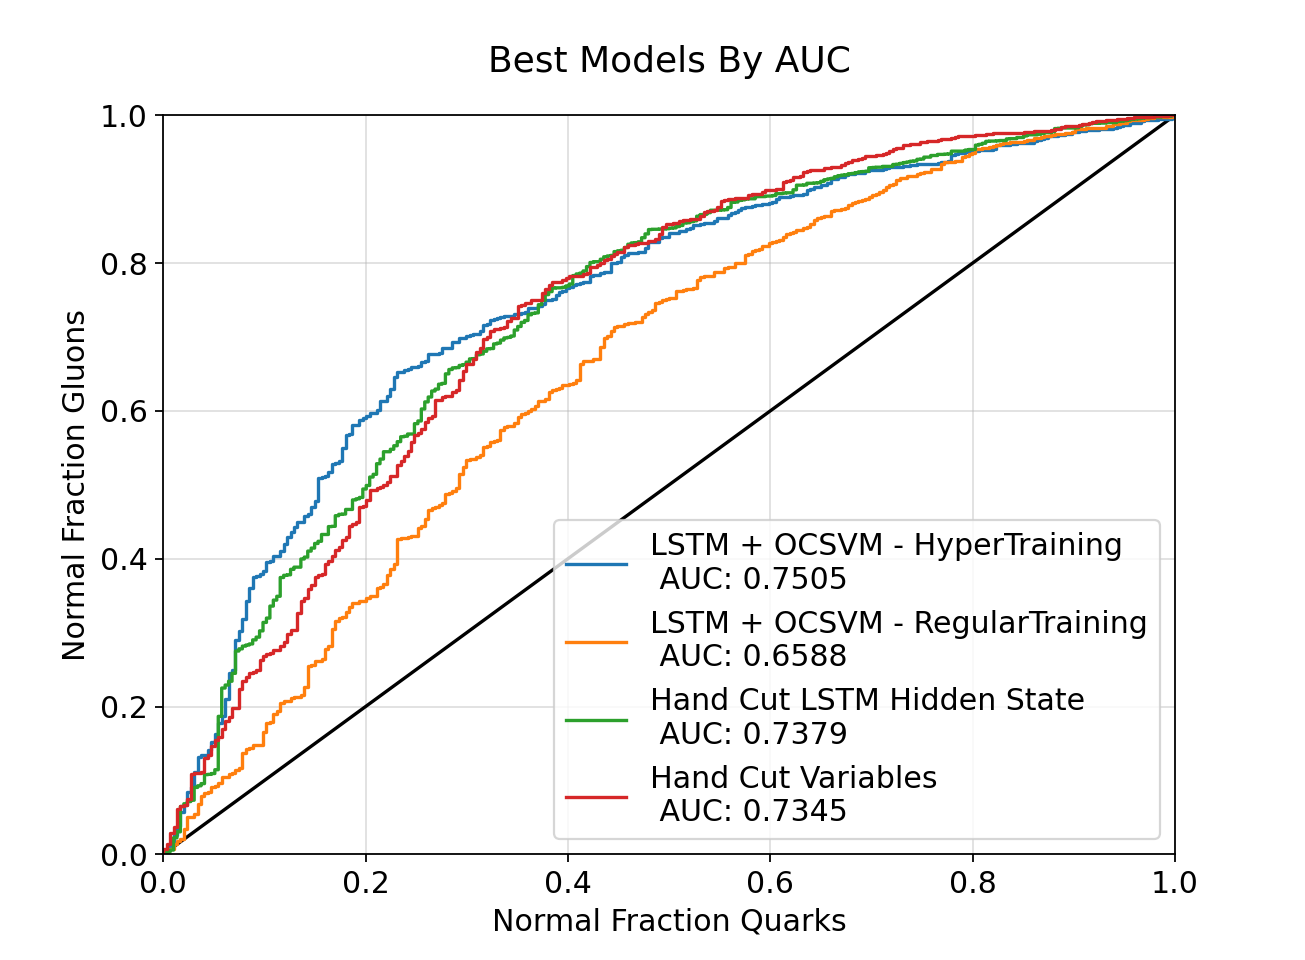 Best Models By AUC
1.0
0.8
0.6
0.4
0.2
0.0
Normal Fraction Gluons
LSTM + OCSVM - HyperTraining
AUC: 0.7505
LSTM + OCSVM - RegularTraining
AUC: 0.6588
Hand Cut LSTM Hidden State
AUC: 0.7379
Hand Cut Variables
AUC: 0.7345
0.0 0.2 0.4 0.6 0.8 1.0
Normal Fraction Quarks